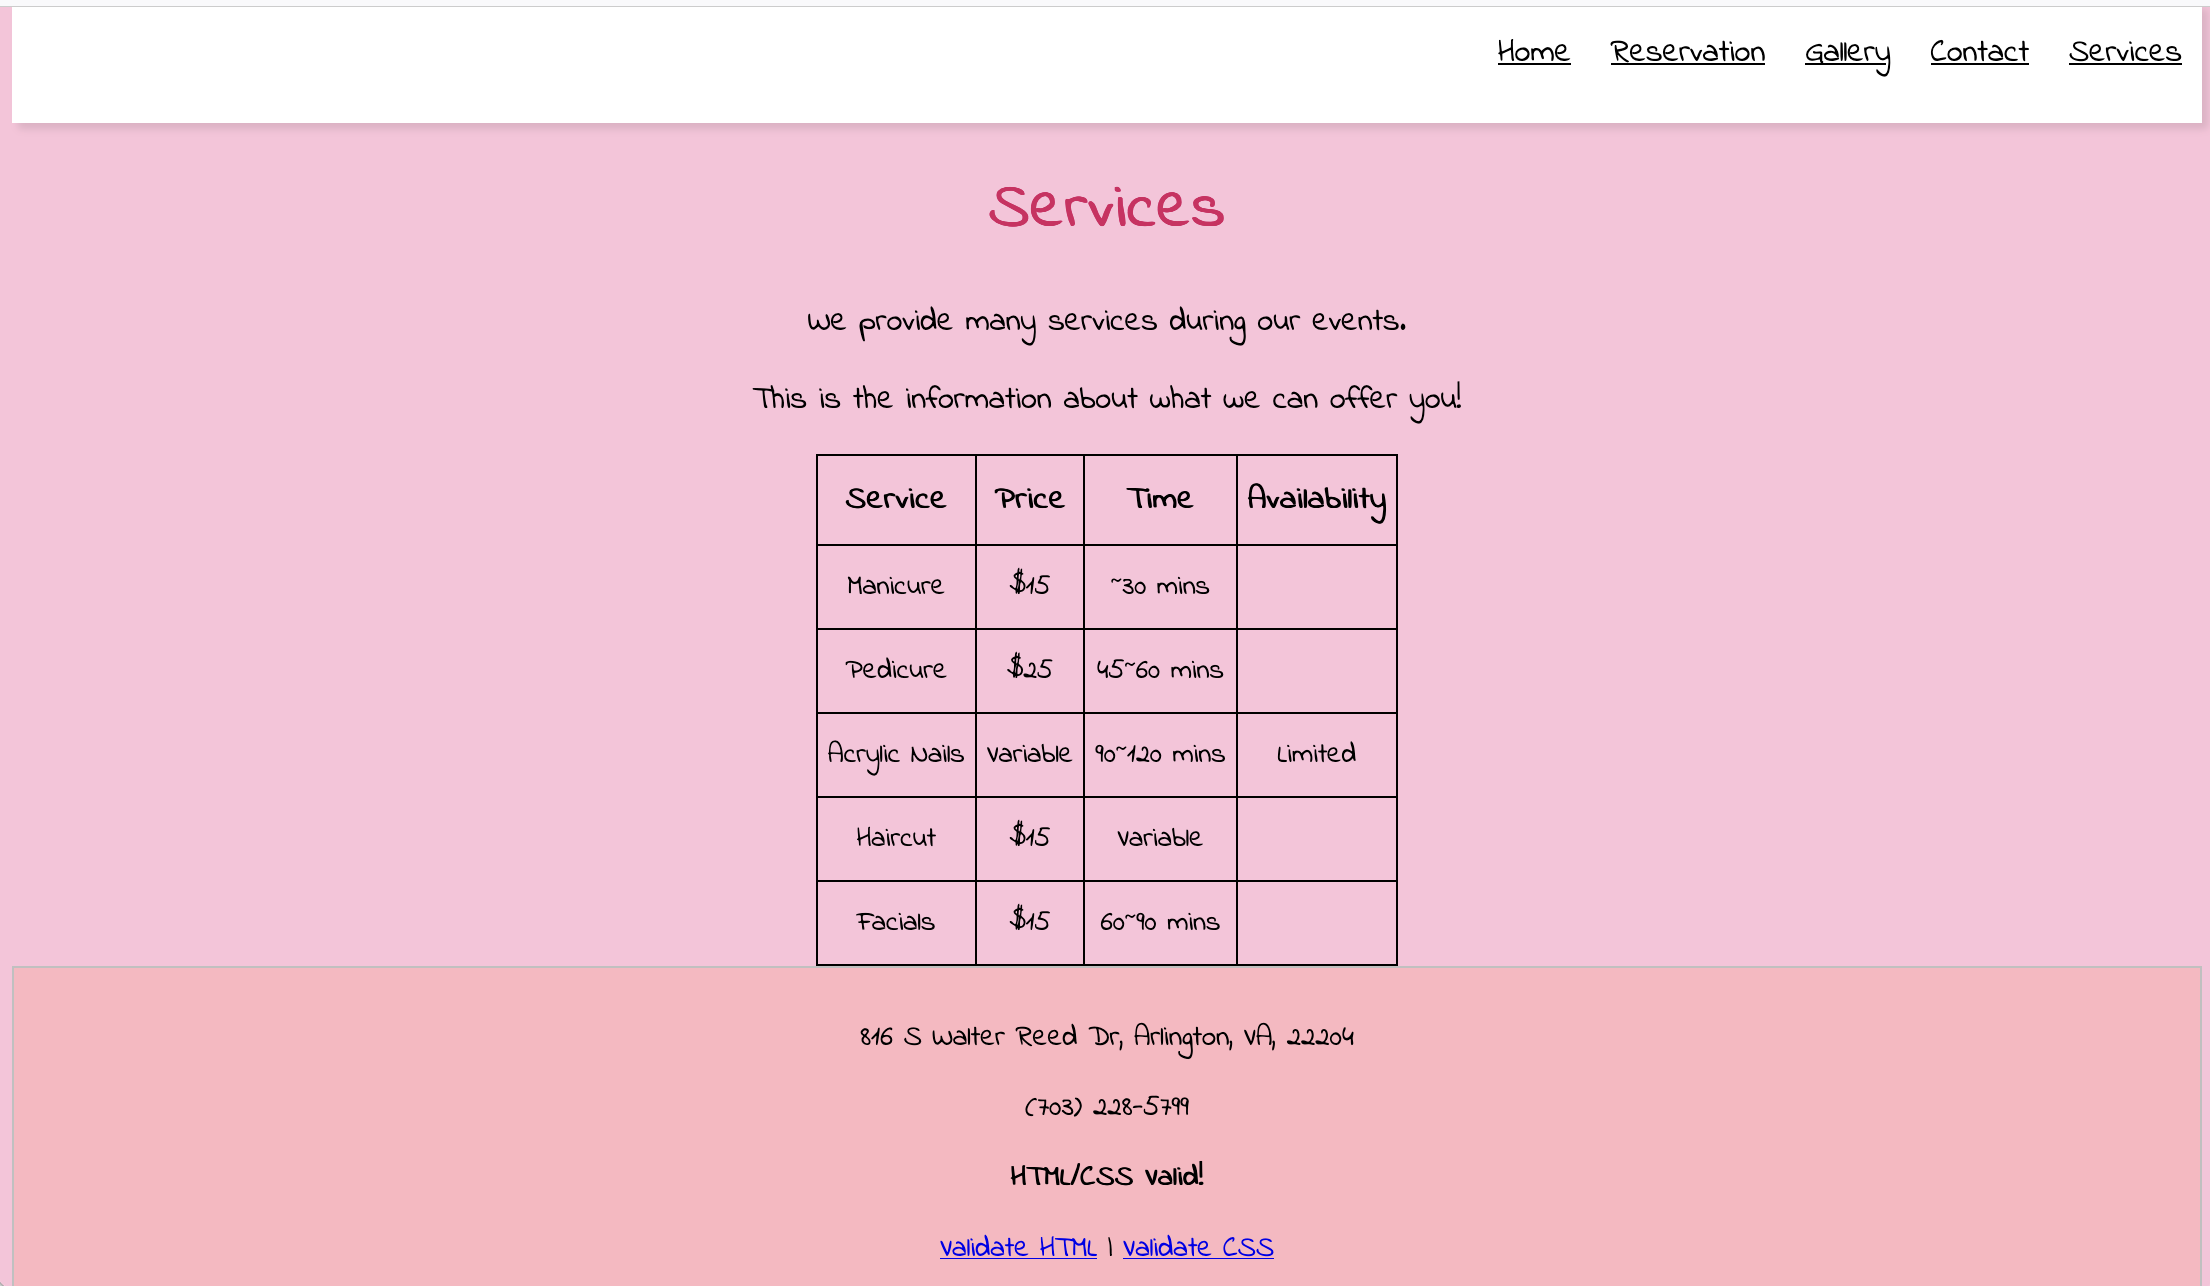 Home Reservation Gallery Contact Services
Services
We provide many services during our events.
This is the information about what we can offer you!
Service Price Time Availability
Manicure $15 ~30 mins
Pedicure $25 45~60 mins
Acrylic Nails Variable 90~120 mins Limited
Haircut $15 Variable
Facials $15 60~90 mins
816 S Walter Reed Dr, Arlington, VA, 22204
(703) 228-5799
HTML/CSS Valid!
Validate HTML | Validate CSS